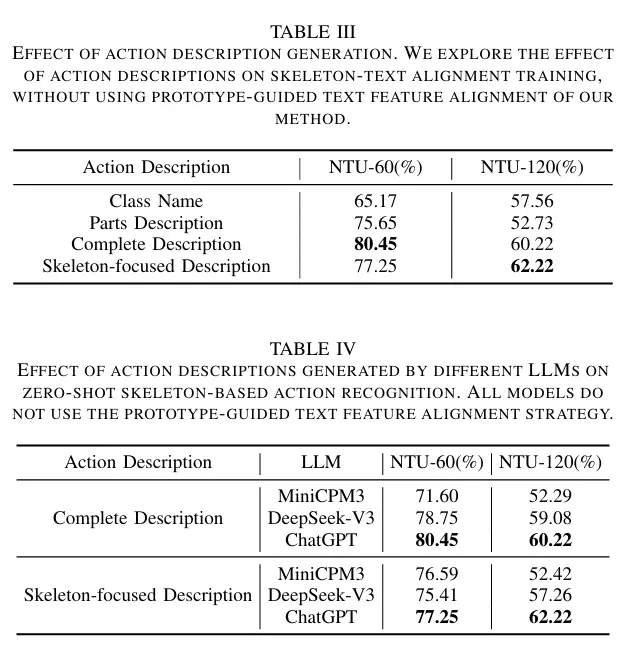 TABLE III
EFFECT OF ACTION DESCRIPTION GENERATION. WE EXPLORE THE EFFECT
OF ACTION DESCRIPTIONS ON SKELETON-TEXT ALIGNMENT TRAINING,
WITHOUT USING PROTOTYPE-GUIDED TEXT FEATURE ALIGNMENT OF OUR
METHOD.
Action Description NTU-60(%) NTU-120(%)
Class Name 65.17 57.56
Parts Description 75.65 52.73
Complete Description 80.45 60.22
Skeleton-focused Description 77.25 62.22
TABLE IV
EFFECT OF ACTION DESCRIPTIONS GENERATED BY DIFFERENT LLMS ON
ZERO-SHOT SKELETON-BASED ACTION RECOGNITION. ALL MODELS DO
NOT USE THE PROTOTYPE-GUIDED TEXT FEATURE ALIGNMENT STRATEGY.
Action Description LLM NTU-60(%) NTU-120(%)
MiniCPM3 71.60 52.29
Complete Description DeepSeek-V3 78.75 59.08
ChatGPT 80.45 60.22
MiniCPM3 76.59 52.42
Skeleton-focused Description DeepSeek-V3 75.41 57.26
ChatGPT 77.25 62.22